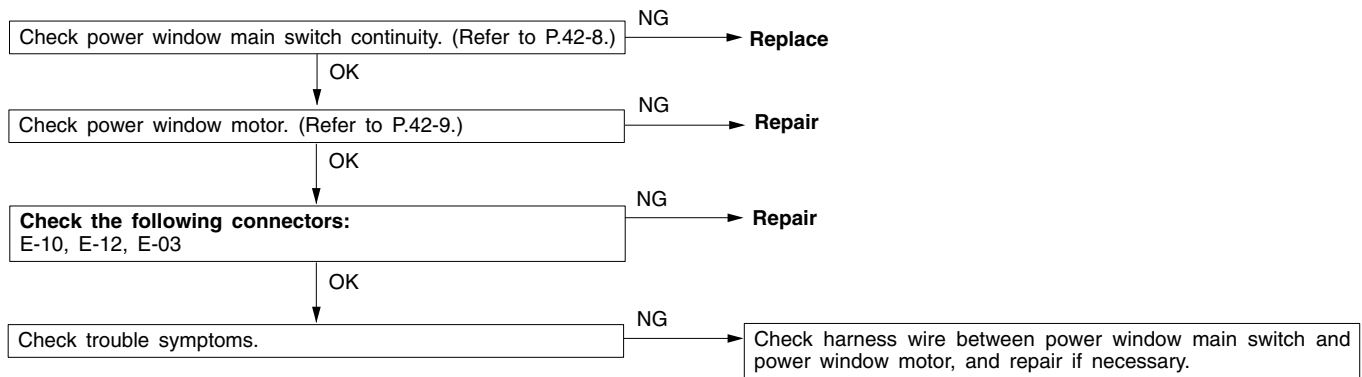 NG
Check power window main switch continuity. (Refer to P.42-8.)
Replace
OK
NG
Check power window motor. (Refer to P.42-9.)
Repair
OK
NG
Check the following connectors:
E-10, E-12, E-03
Repair
OK
NG
Check trouble symptoms.
Check harness wire between power window main switch and
power window motor, and repair if necessary.